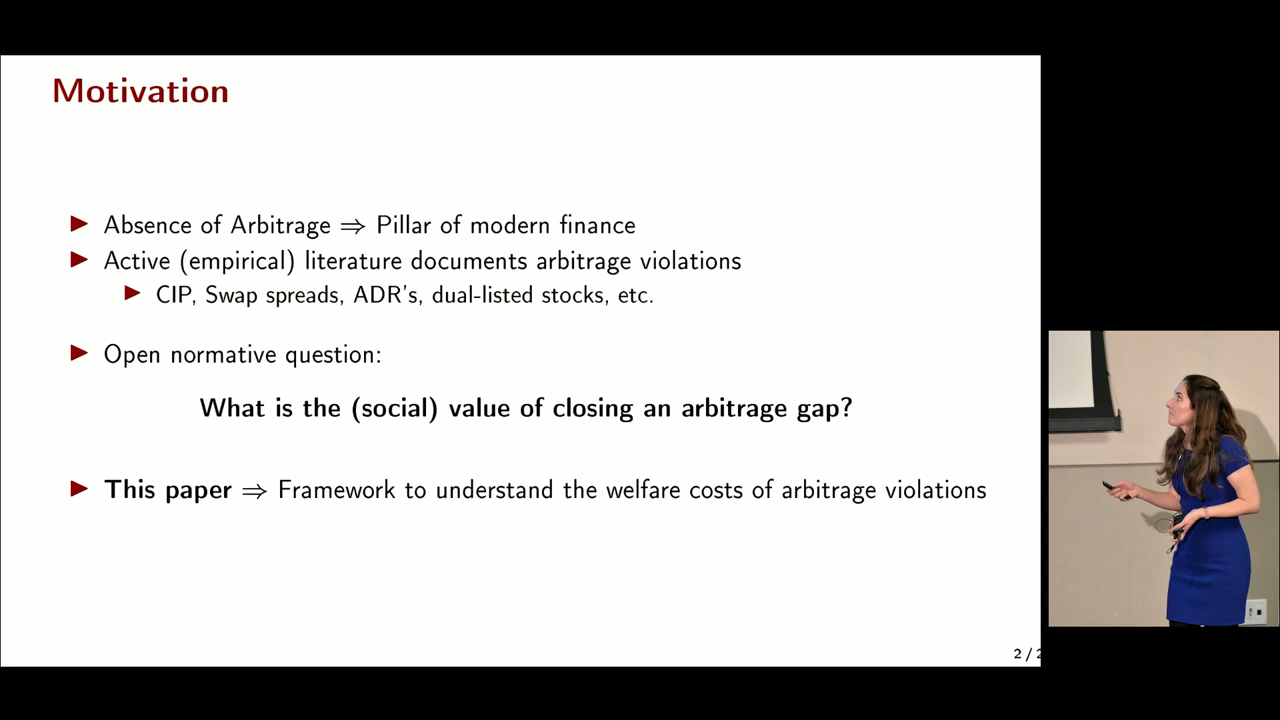 Motivation
▶ Absence of Arbitrage ⇒ Pillar of modern finance
▶ Active (empirical) literature documents arbitrage violations
▶ CIP, Swap spreads, ADR's, dual-listed stocks, etc.
▶ Open normative question:
What is the (social) value of closing an arbitrage gap?
▶ This paper ⇒ Framework to understand the welfare costs of arbitrage violations
2 / 2